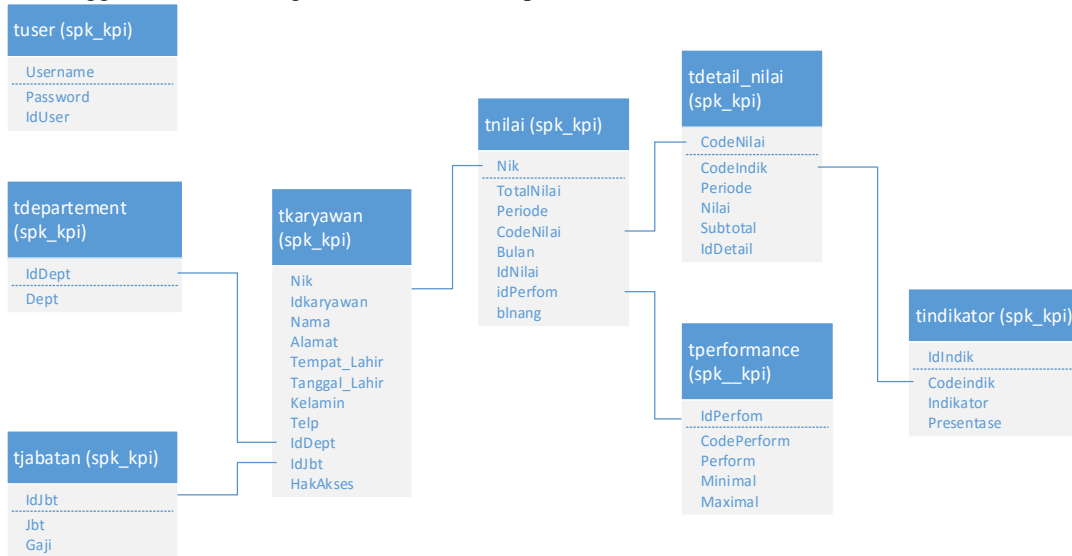 tuser (spk_kpi)
Username
Password
IdUser
tdepartement
(spk_kpi)
IdDept
Dept
tjabatan (spk_kpi)
IdJbt
Jbt
Gaji
tkaryawan
(spk_kpi)
Nik
Idkaryawan
Nama
Alamat
Tempat_Lahir
Tanggal_Lahir
Kelamin
Telp
IdDept
IdJbt
HakAkses
tnilai (spk_kpi)
Nik
TotalNilai
Periode
CodeNilai
Bulan
IdNilai
idPerfom
blnang
tdetail_nilai
(spk_kpi)
CodeNilai
CodeIndik
Periode
Nilai
Subtotal
IdDetail
tperformance
(spk__kpi)
IdPerfom
CodePerform
Perform
Minimal
Maximal
tindikator (spk_kpi)
IdIndik
Codeindik
Indikator
Presentase